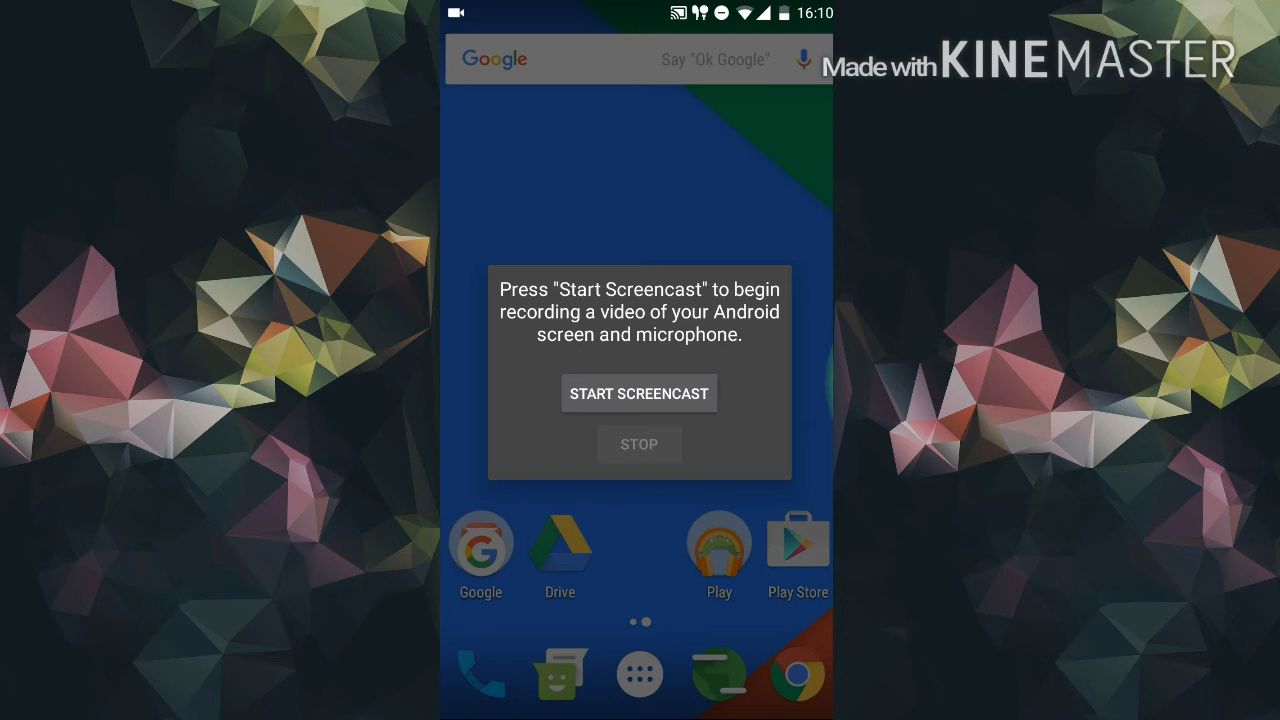 16:10
Google
Say "Ok Google"
Made with KINEMASTER
Press "Start Screencast" to begin
recording a video of your Android
screen and microphone.
START SCREENCAST
STOP
Google
Drive
Play
Play Store